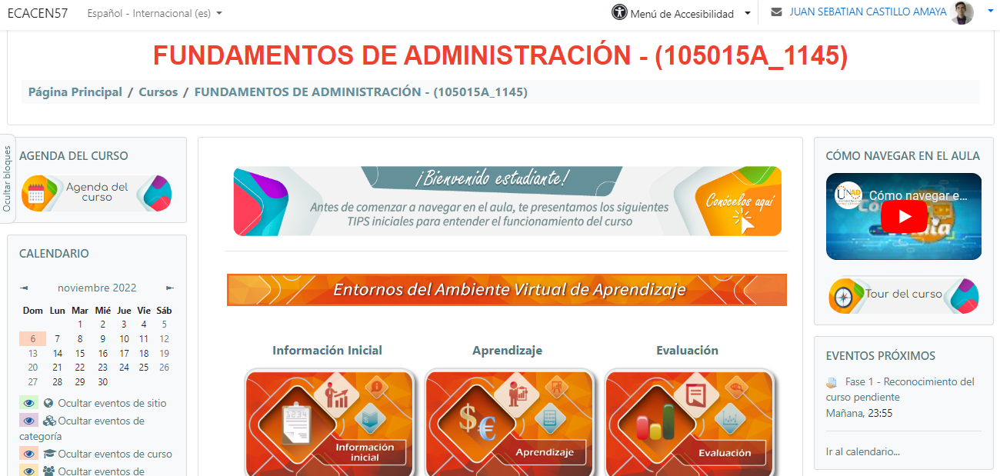 ECACEN57
Español - Internacional (es)
Menú de Accesibilidad
JUAN SEBATIAN CASTILLO AMAYA
FUNDAMENTOS DE ADMINISTRACIÓN - (105015A_1145)
Página Principal / Cursos / FUNDAMENTOS DE ADMINISTRACIÓN - (105015A_1145)
Ocultar bloques
AGENDA DEL CURSO
Agenda del
curso
CALENDARIO
◄ noviembre 2022 ►
Dom Lun Mar Mié Jue Vie Sáb
1 2 3 4 5
6 7 8 9 10 11 12
13 14 15 16 17 18 19
20 21 22 23 24 25 26
27 28 29 30
Ocultar eventos de sitio
Ocultar eventos de
categoría
Ocultar eventos de curso
Ocultar eventos de
¡Bienvenido estudiante!
Antes de comenzar a navegar en el aula, te presentamos los siguientes
TIPS iniciales para entender el funcionamiento del curso
Conócelos aquí
Entornos del Ambiente Virtual de Aprendizaje
Información Inicial
Aprendizaje
Evaluación
1234
Información
inicial
Aprendizaje
Evaluación
CÓMO NAVEGAR EN EL AULA
UNAD
Cómo navegar e...
Tour del curso
EVENTOS PRÓXIMOS
Fase 1 - Reconocimiento del
curso pendiente
Mañana, 23:55
Ir al calendario...